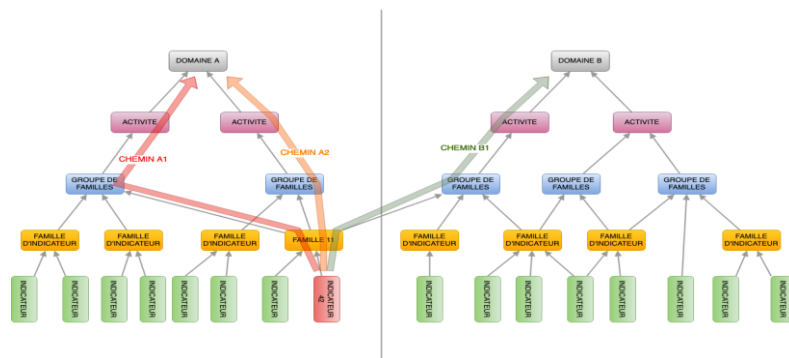 DOMAINE A
DOMAINE B
ACTIVITE
ACTIVITE
ACTIVITE
ACTIVITE
CHEMIN A1
CHEMIN A2
CHEMIN B1
GROUPE DE
FAMILLES
GROUPE DE
FAMILLES
GROUPE DE
FAMILLES
GROUPE DE
FAMILLES
GROUPE DE
FAMILLES
FAMILLE
D'INDICATEUR
FAMILLE
D'INDICATEUR
FAMILLE
D'INDICATEUR
FAMILLE 11
FAMILLE
D'INDICATEUR
FAMILLE
D'INDICATEUR
FAMILLE
D'INDICATEUR
FAMILLE
D'INDICATEUR
INDICATEUR
INDICATEUR
INDICATEUR
INDICATEUR
INDICATEUR
INDICATEUR
INDICATEUR
INDICATEUR
42
INDICATEUR
INDICATEUR
INDICATEUR
INDICATEUR
INDICATEUR
INDICATEUR
INDICATEUR
INDICATEUR